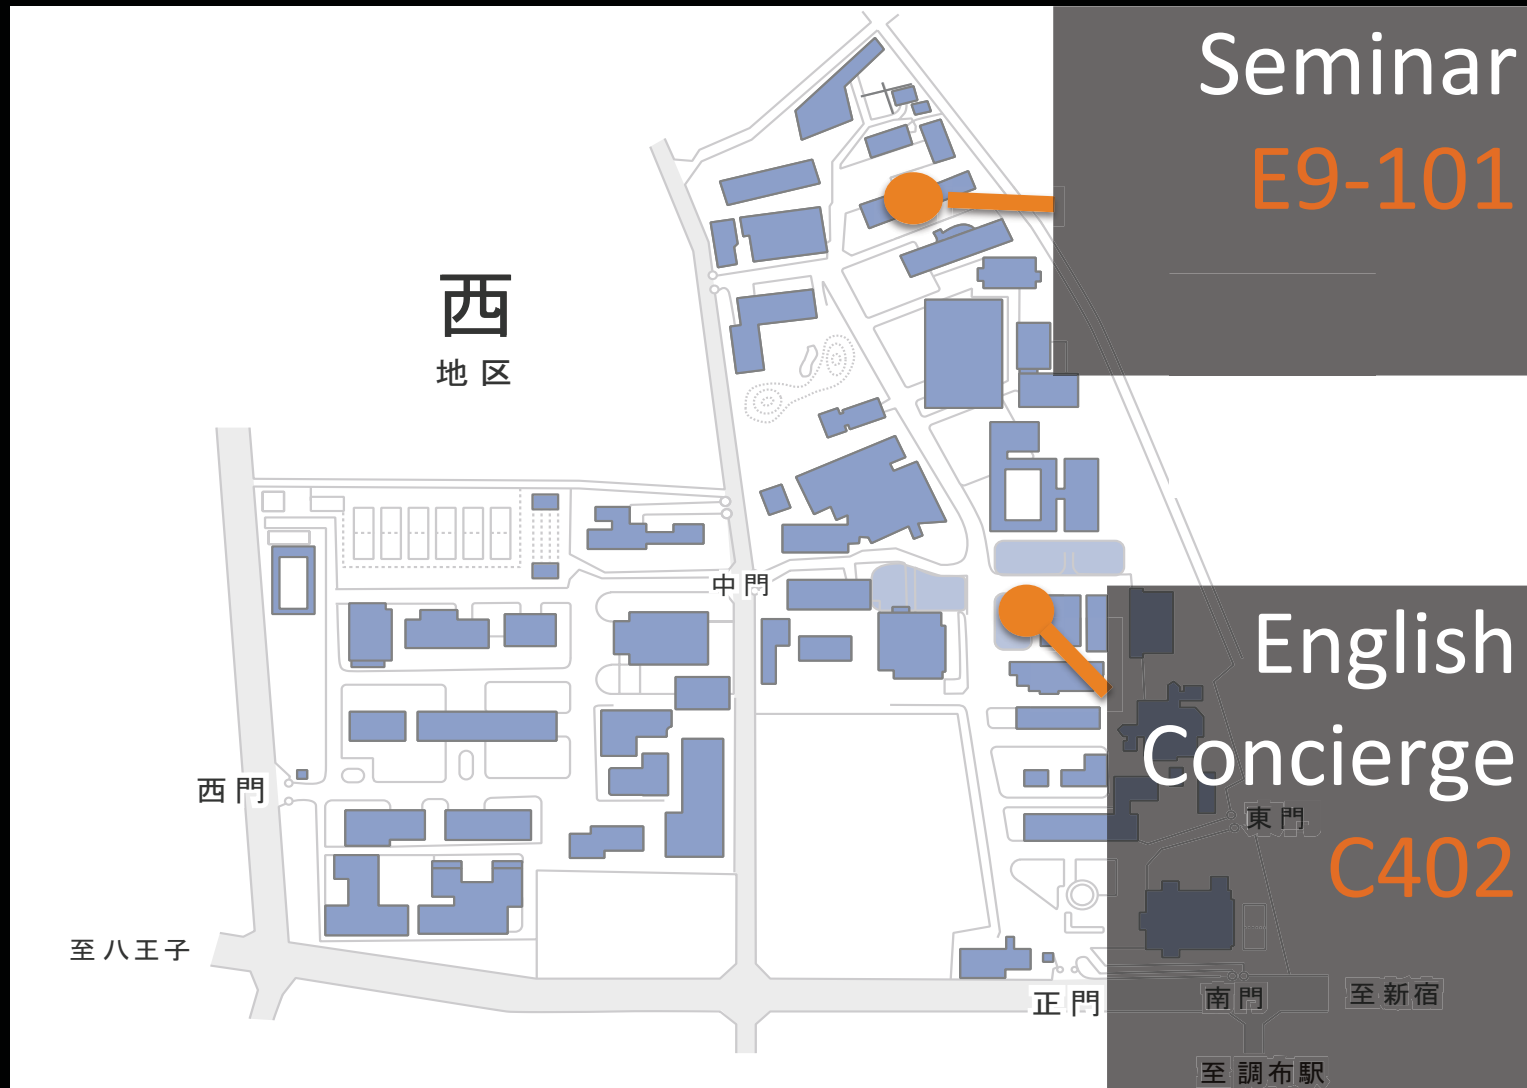 Seminar
E9-101
西
地区
中門
English
Concierge
C402
西門
東門
至八王子
正門
南門
至新宿
至調布駅